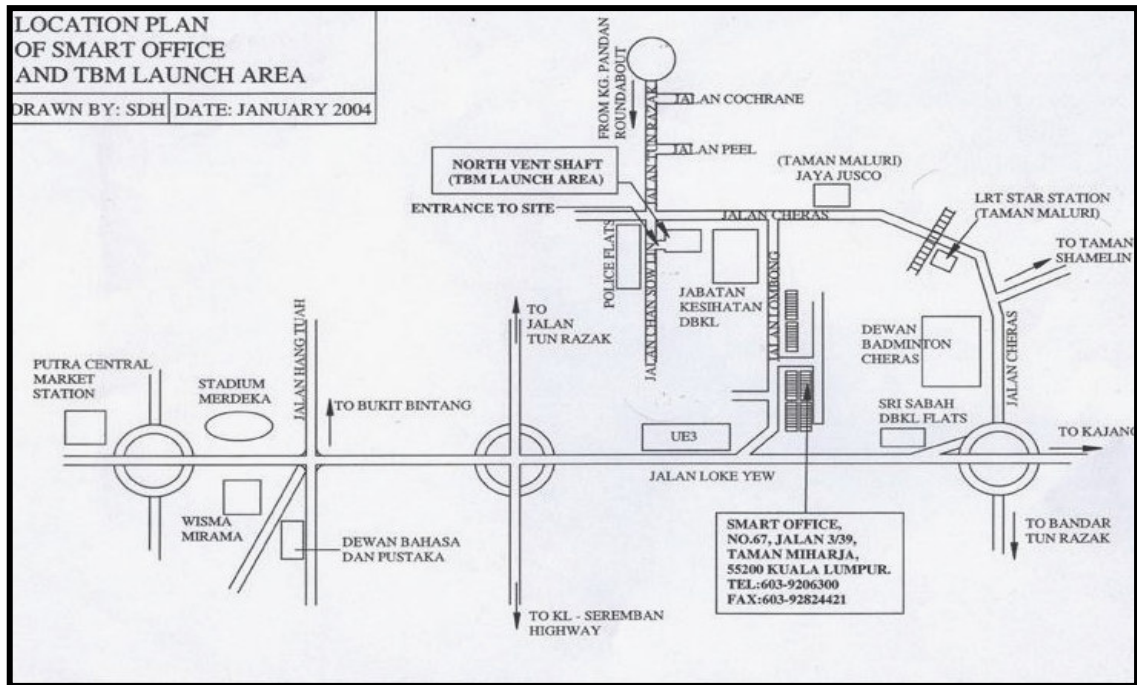 LOCATION PLAN
OF SMART OFFICE
AND TBM LAUNCH AREA
DRAWN BY: SDH DATE: JANUARY 2004
FROM KG. PANDAN
ROUNDABOUT
JALAN TUN RAZAK
JALAN COCHRANE
JALAN PEEL
NORTH VENT SHAFT
(TBM LAUNCH AREA)
ENTRANCE TO SITE
(TAMAN MALURI)
JAYA JUSCO
LRT STAR STATION
(TAMAN MALURI)
JALAN CHERAS
TO TAMAN
SHAMELIN
POLICE FLATS
JALAN CHAN SOW LIN
JABATAN
KESIHATAN
DBKL
JALAN LOMBONG
DEWAN
BADMINTON
CHERAS
JALAN CHERAS
JALAN HANG TUAH
TO
JALAN
TUN RAZAK
PUTRA CENTRAL
MARKET
STATION
STADIUM
MERDEKA
TO BUKIT BINTANG
SRI SABAH
DBKL FLATS
UE3
TO KAJANG
JALAN LOKE YEW
WISMA
MIRAMA
DEWAN BAHASA
DAN PUSTAKA
SMART OFFICE,
NO.67, JALAN 3/39,
TAMAN MIHARJA,
55200 KUALA LUMPUR.
TEL:603-9206300
FAX:603-92824421
TO BANDAR
TUN RAZAK
TO KL - SEREMBAN
HIGHWAY